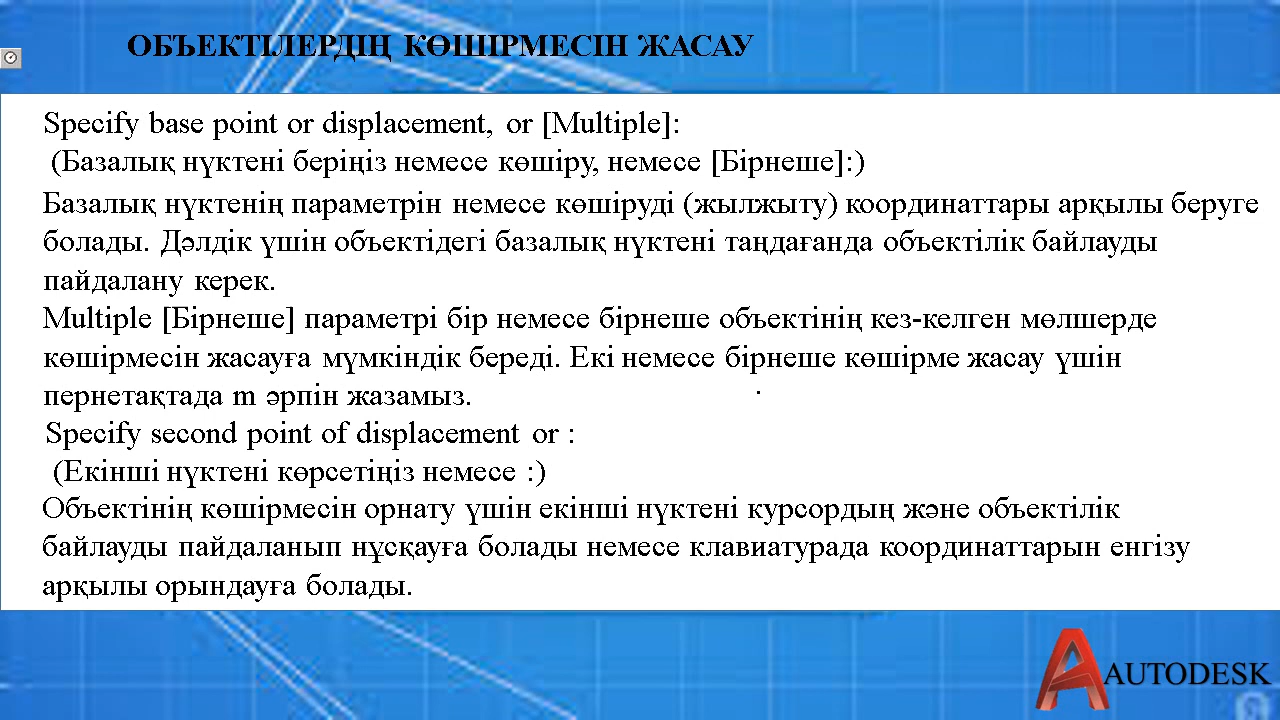 ОБЪЕКТІЛЕРДІҢ КӨШІРМЕСІН ЖАСАУ
Specify base point or displacement, or [Multiple]:
(Базалық нүктені беріңіз немесе көшіру, немесе [Бірнеше]:)
Базалық нүктенің параметрін немесе көшіруді (жылжыту) координаттары арқылы беруге
болады. Дәлдік үшін объектідегі базалық нүктені таңдағанда объектілік байлауды
пайдалану керек.
Multiple [Бірнеше] параметрі бір немесе бірнеше объектінің кез-келген мөлшерде
көшірмесін жасауға мүмкіндік береді. Екі немесе бірнеше көшірме жасау үшін
пернетақтада m әрпін жазамыз.
Specify second point of displacement or :
(Екінші нүктені көрсетіңіз немесе :)
Объектінің көшірмесін орнату үшін екінші нүктені курсордың және объектілік
байлауды пайдаланып нұсқауға болады немесе клавиатурада координаттарын енгізу
арқылы орындауға болады.
AUTODESK